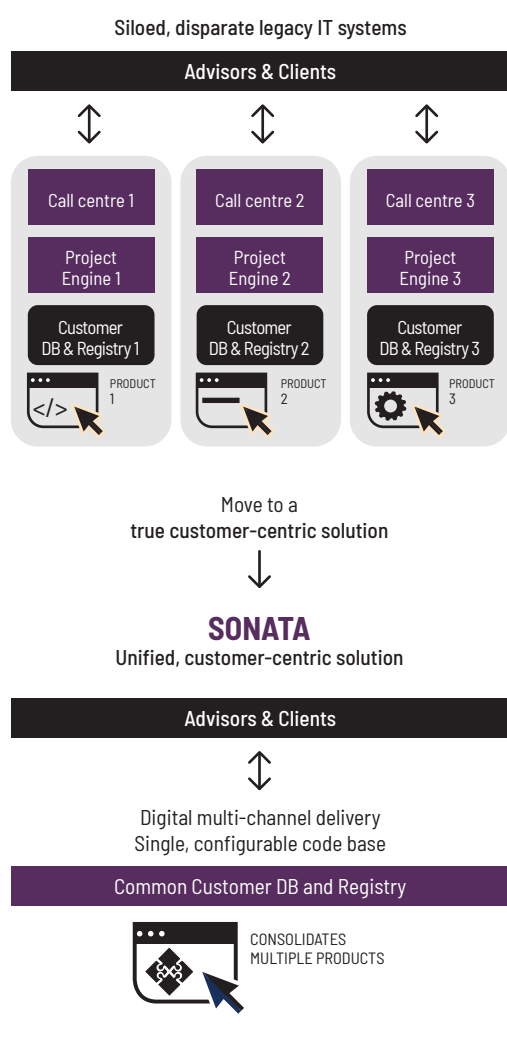 Siloed, disparate legacy IT systems
Advisors & Clients
Call centre 1
Project
Engine 1
Customer
DB & Registry 1
</>
PRODUCT
1
Call centre 2
Project
Engine 2
Customer
DB & Registry 2
PRODUCT
2
Call centre 3
Project
Engine 3
Customer
DB & Registry 3
PRODUCT
3
Move to a
true customer-centric solution
SONATA
Unified, customer-centric solution
Advisors & Clients
Digital multi-channel delivery
Single, configurable code base
Common Customer DB and Registry
CONSOLIDATES
MULTIPLE PRODUCTS